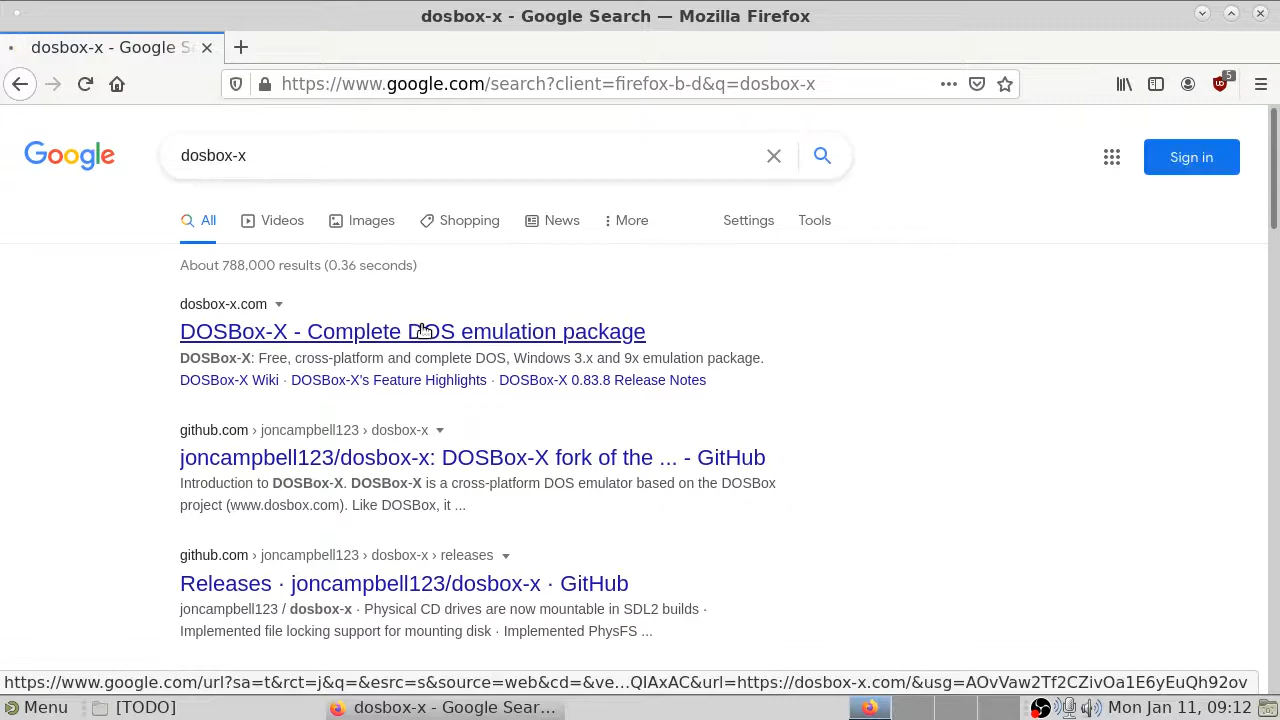 dosbox-x - Google Search — Mozilla Firefox
dosbox-x - Google S
https://www.google.com/search?client=firefox-b-d&q=dosbox-x
5
Google
dosbox-x
Sign in
All
Videos
Images
Shopping
News
More
Settings
Tools
About 788,000 results (0.36 seconds)
dosbox-x.com
DOSBox-X - Complete DOS emulation package
DOSBox-X: Free, cross-platform and complete DOS, Windows 3.x and 9x emulation package.
DOSBox-X Wiki · DOSBox-X's Feature Highlights · DOSBox-X 0.83.8 Release Notes
github.com › joncampbell123 › dosbox-x
joncampbell123/dosbox-x: DOSBox-X fork of the ... - GitHub
Introduction to DOSBox-X. DOSBox-X is a cross-platform DOS emulator based on the DOSBox
project (www.dosbox.com). Like DOSBox, it ...
github.com › joncampbell123 › dosbox-x › releases
Releases · joncampbell123/dosbox-x · GitHub
joncampbell123 / dosbox-x · Physical CD drives are now mountable in SDL2 builds ·
Implemented file locking support for mounting disk · Implemented PhysFS ...
https://www.google.com/url?sa=t&rct=j&q=&esrc=s&source=web&cd=&ve…QIAxAC&url=https://dosbox-x.com/&usg=AOvVaw2Tf2CZivOa1E6yEuQh92ov
Menu
[TODO]
dosbox-x - Google Sear…
Mon Jan 11, 09:12